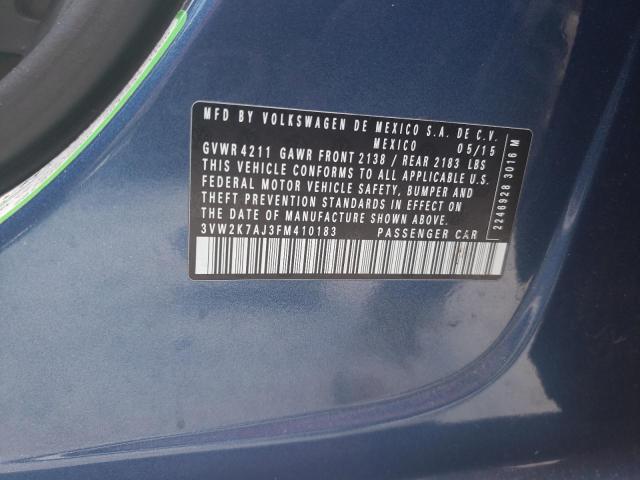 MFD BY VOLKSWAGEN DE MEXICO S.A. DE C.V.
MEXICO 05/15
GVWR 4211 GAWR FRONT 2138 / REAR 2183 LBS
THIS VEHICLE CONFORMS TO ALL APPLICABLE U.S.
FEDERAL MOTOR VEHICLE SAFETY, BUMPER AND
THEFT PREVENTION STANDARDS IN EFFECT ON
THE DATE OF MANUFACTURE SHOWN ABOVE.
3VW2K7AJ3FM410183 PASSENGER CAR
2246928 3016 M